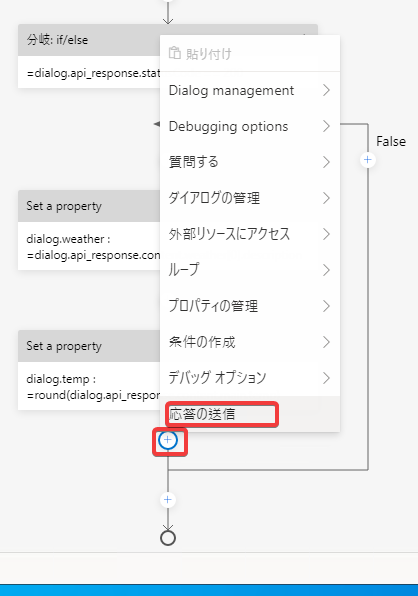 分岐: if/else
=dialog.api_response.stat
貼り付け
Dialog management
Debugging options
False
質問する
ダイアログの管理
Set a property
dialog.weather :
=dialog.api_response.con
外部リソースにアクセス
ループ
プロパティの管理
Set a property
条件の作成
dialog.temp :
=round(dialog.api_respor
デバッグ オプション
応答の送信